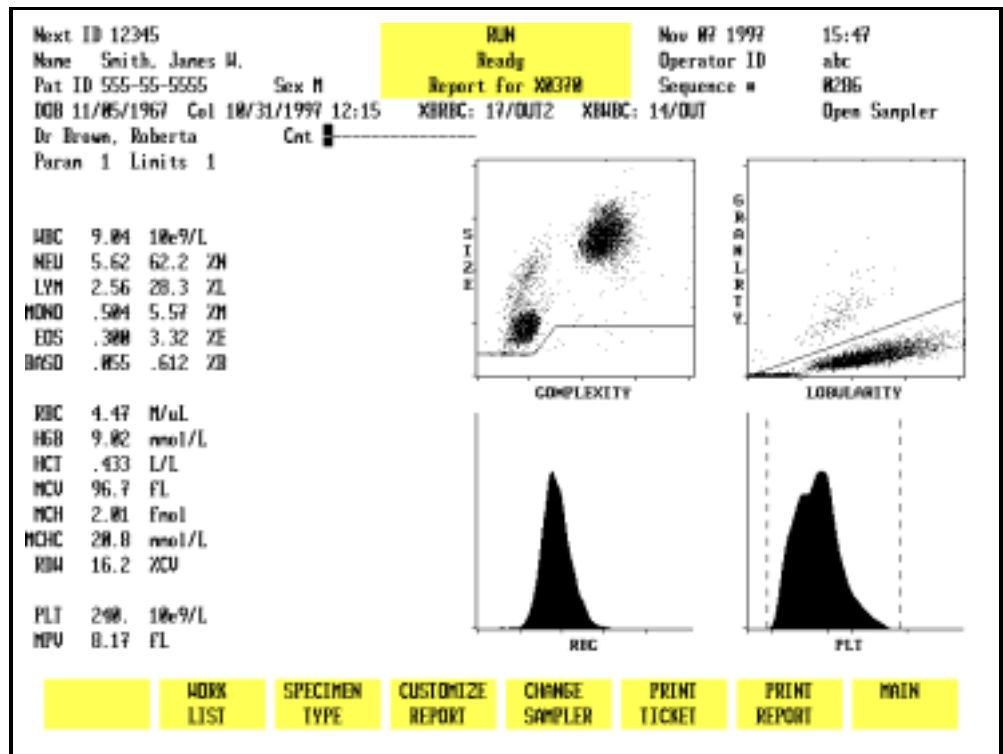 Next ID 12345 RUN Nov 07 1997 15:47
Name Smith, James W. Ready Operator ID abc
Pat ID 555-55-5555 Sex M Report for X0370 Sequence # 0286
DOB 11/05/1967 Col 10/31/1997 12:15 XBRBC: 17/OUT2 XBWBC: 14/OUT Open Sampler
Dr Brown, Roberta Cmt
Param 1 Limits 1
WBC 9.04 10e9/L
NEU 5.62 62.2 %N
LYM 2.56 28.3 %L
MONO .504 5.57 %M
EOS .300 3.32 %E
BASO .055 .612 %B
RBC 4.47 M/uL
HGB 9.02 mmol/L
HCT .433 L/L
MCV 96.7 fL
MCH 2.01 fmol
MCHC 20.8 mmol/L
RDW 16.2 %CV
PLT 240. 10e9/L
MPV 8.17 fL
SIZE
COMPLEXITY
GRANLRTY
LOBULARITY
RBC
PLT
WORK LIST
SPECIMEN TYPE
CUSTOMIZE REPORT
CHANGE SAMPLER
PRINT TICKET
PRINT REPORT
MAIN